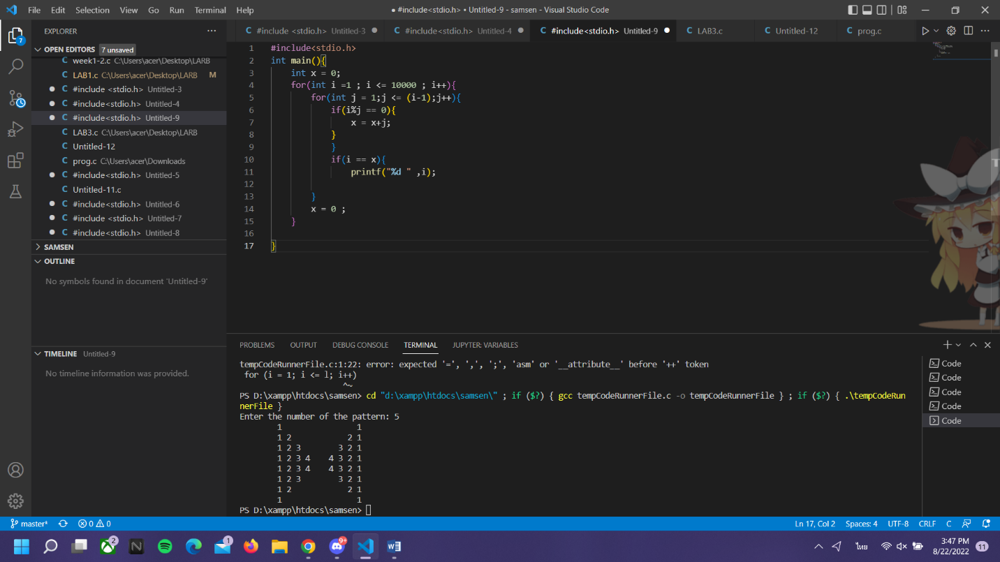 File Edit Selection View Go Run Terminal Help
● #include<stdio.h> • Untitled-9 - samsen - Visual Studio Code
EXPLORER
7
OPEN EDITORS 7 unsaved
week1-2.c C:\Users\acer\Desktop\LARB
LAB1.c C:\Users\acer\Desktop\LARB M
#include <stdio.h> Untitled-3
#include<stdio.h> Untitled-4
#include<stdio.h> Untitled-9
LAB3.c C:\Users\acer\Desktop\LARB
Untitled-12
prog.c C:\Users\acer\Downloads
#include<stdio.h> Untitled-5
Untitled-11.c
#include<stdio.h> Untitled-6
#include <stdio.h> Untitled-7
#include<stdio.h> Untitled-8
SAMSEN
OUTLINE
No symbols found in document 'Untitled-9'
TIMELINE Untitled-9
No timeline information was provided.
#include <stdio.h> Untitled-3
#include<stdio.h> Untitled-4
#include<stdio.h> Untitled-9
LAB3.c
Untitled-12
prog.c
1 #include<stdio.h>
2 int main(){
3 int x = 0;
4 for(int i =1 ; i <= 10000 ; i++){
5 for(int j = 1;j <= (i-1);j++){
6 if(i%j == 0){
7 x = x+j;
8 }
9 }
10 if(i == x){
11 printf("%d " ,i);
12
13 }
14 x = 0 ;
15 }
16
17 }
PROBLEMS OUTPUT DEBUG CONSOLE TERMINAL JUPYTER: VARIABLES
tempCodeRunnerFile.c:1:22: error: expected '=', ',', ';', 'asm' or '__attribute__' before '++' token
for (i = 1; i <= l; i++)
^~
PS D:\xampp\htdocs\samsen> cd "d:\xampp\htdocs\samsen\" ; if ($?) { gcc tempCodeRunnerFile.c -o tempCodeRunnerFile } ; if ($?) { .\tempCodeRun
nerFile }
Enter the number of the pattern: 5
1 1
1 2 2 1
1 2 3 3 2 1
1 2 3 4 4 3 2 1
1 2 3 4 4 3 2 1
1 2 3 3 2 1
1 2 2 1
1 1
PS D:\xampp\htdocs\samsen>
Code
Code
Code
Code
Code
master* 0 0
Ln 17, Col 2 Spaces: 4 UTF-8 CRLF C
2 1 9+
ไทย
3:47 PM
8/22/2022
11